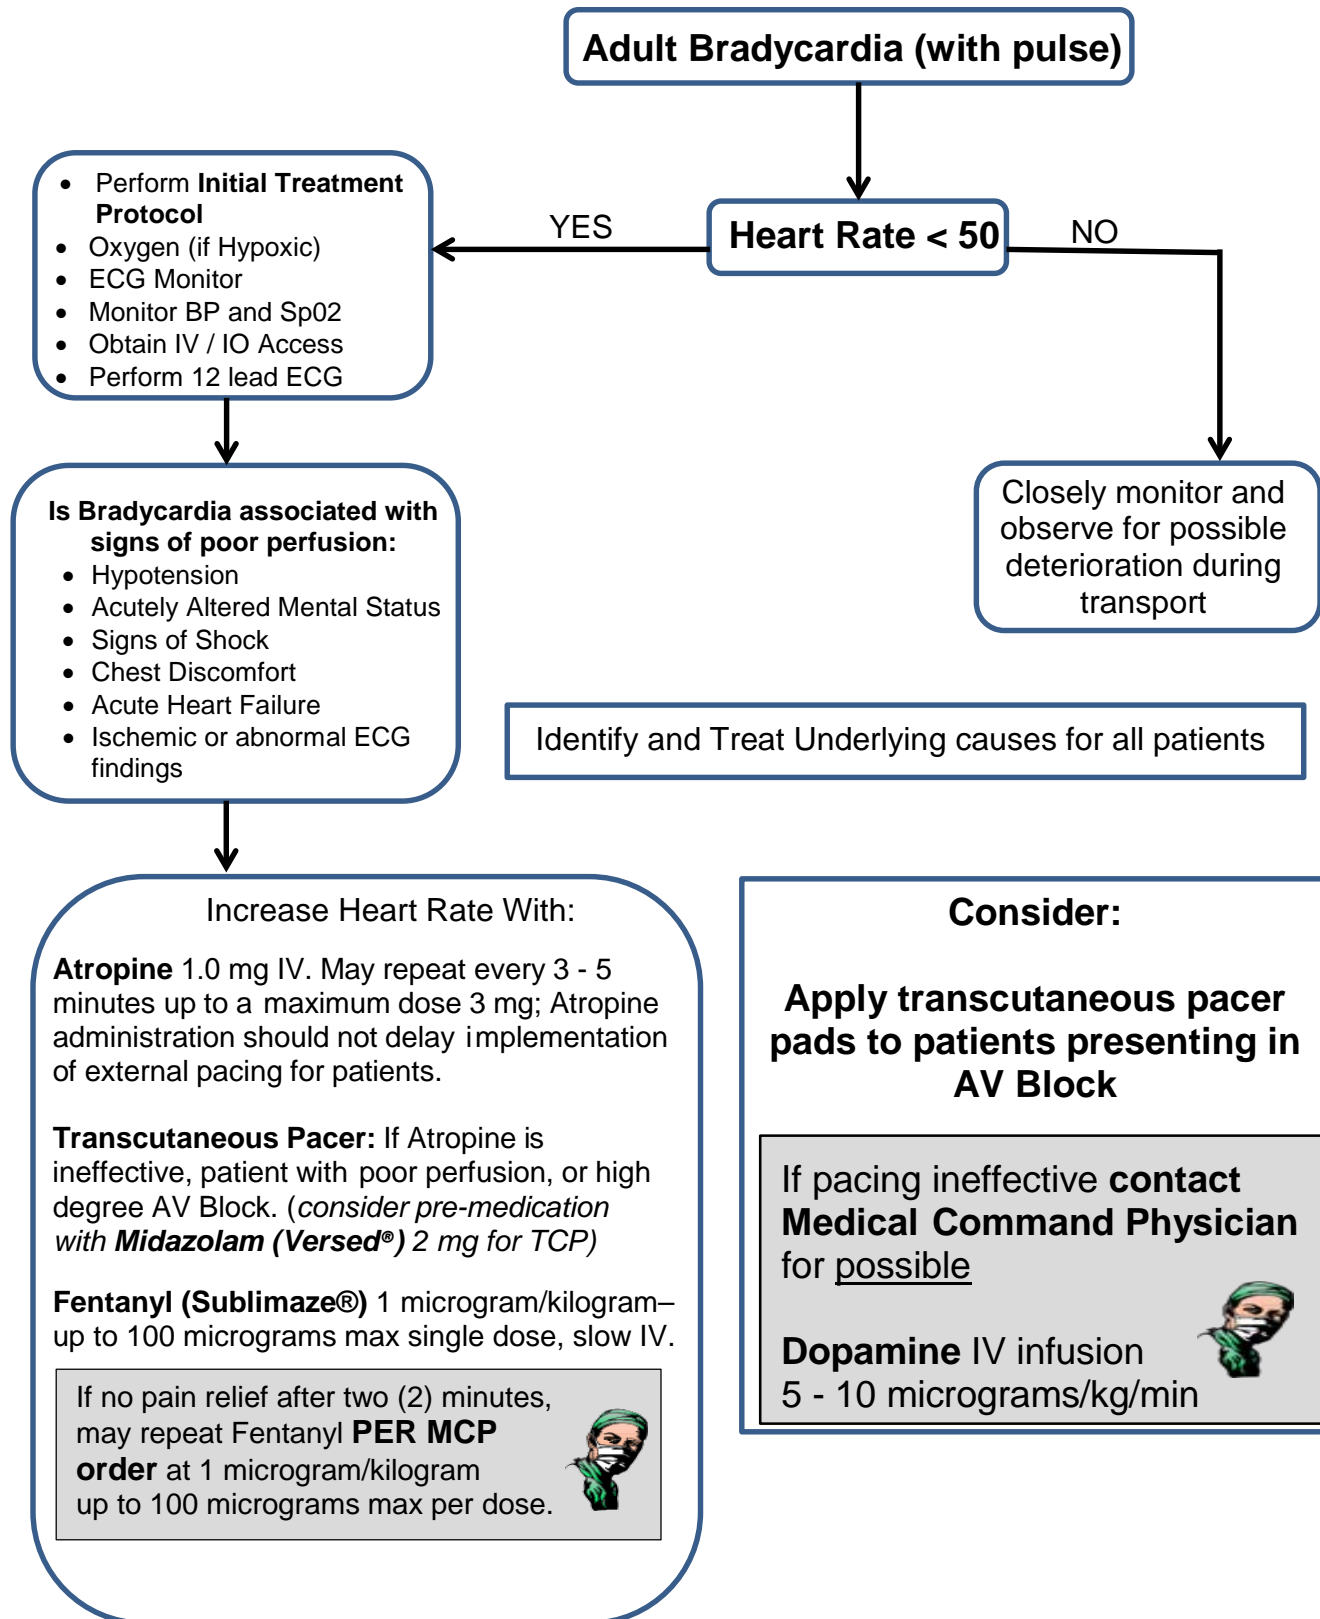 Adult Bradycardia (with pulse)
Heart Rate < 50
YES
NO
• Perform Initial Treatment
Protocol
• Oxygen (if Hypoxic)
• ECG Monitor
• Monitor BP and Sp02
• Obtain IV / IO Access
• Perform 12 lead ECG
Is Bradycardia associated with
signs of poor perfusion:
• Hypotension
• Acutely Altered Mental Status
• Signs of Shock
• Chest Discomfort
• Acute Heart Failure
• Ischemic or abnormal ECG
findings
Closely monitor and
observe for possible
deterioration during
transport
Identify and Treat Underlying causes for all patients
Increase Heart Rate With:
Atropine 1.0 mg IV. May repeat every 3 - 5
minutes up to a maximum dose 3 mg; Atropine
administration should not delay implementation
of external pacing for patients.
Transcutaneous Pacer: If Atropine is
ineffective, patient with poor perfusion, or high
degree AV Block. (consider pre-medication
with Midazolam (Versed®) 2 mg for TCP)
Fentanyl (Sublimaze®) 1 microgram/kilogram–
up to 100 micrograms max single dose, slow IV.
If no pain relief after two (2) minutes,
may repeat Fentanyl PER MCP
order at 1 microgram/kilogram
up to 100 micrograms max per dose.
Consider:
Apply transcutaneous pacer
pads to patients presenting in
AV Block
If pacing ineffective contact
Medical Command Physician
for possible
Dopamine IV infusion
5 - 10 micrograms/kg/min